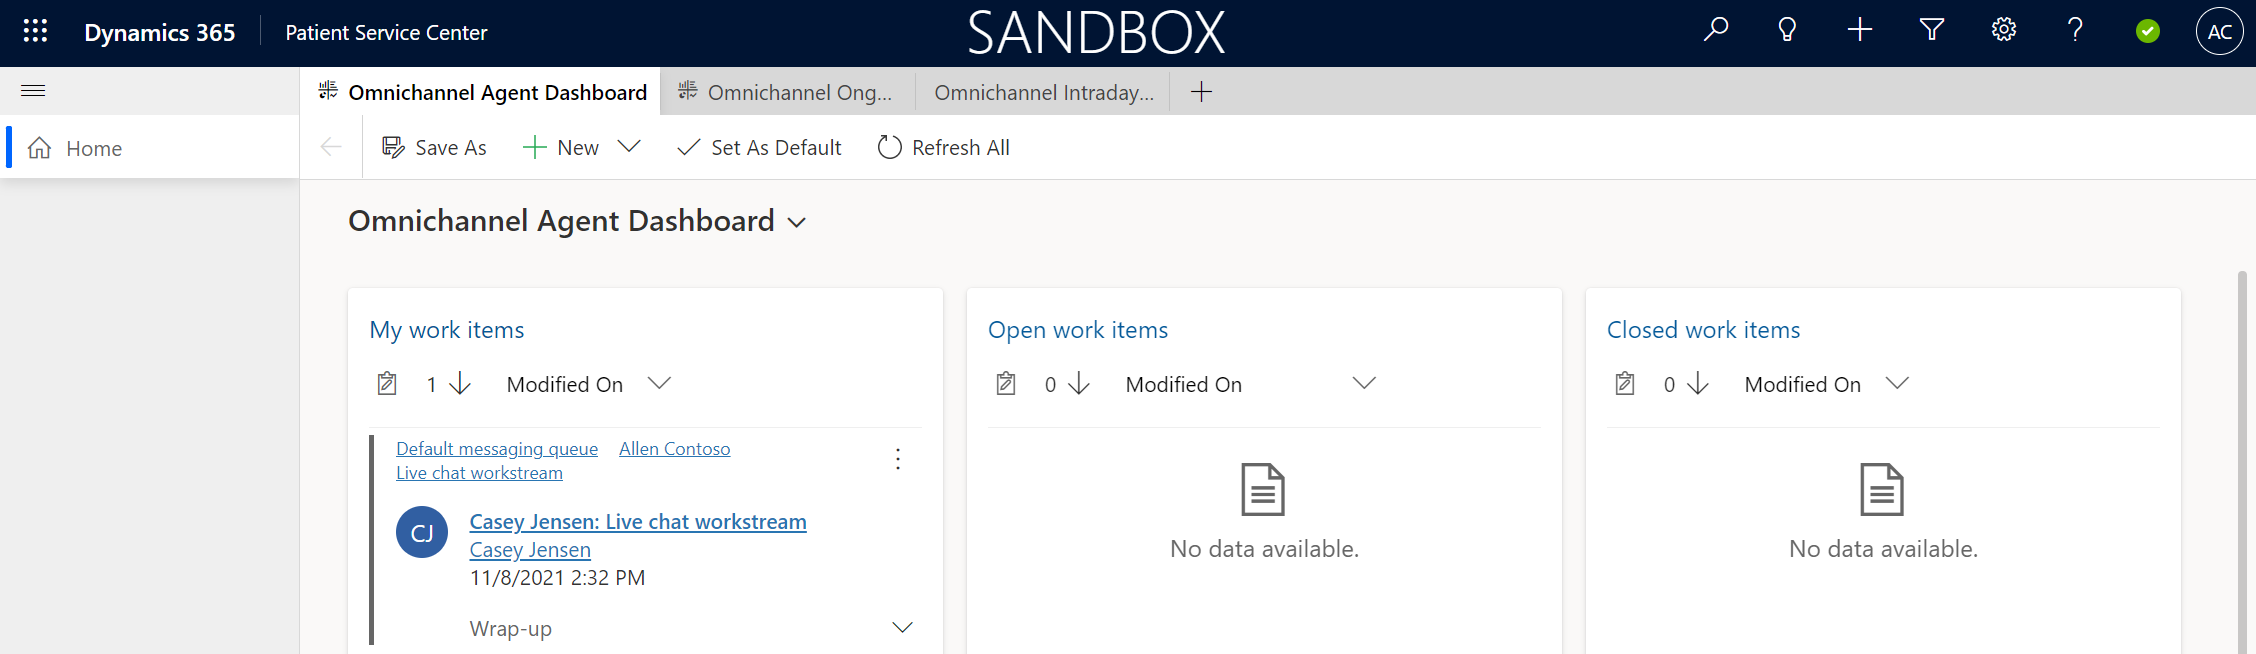 Dynamics 365 Patient Service Center SANDBOX AC
Omnichannel Agent Dashboard Omnichannel Ong... Omnichannel Intraday...
Home
Save As New Set As Default Refresh All
Omnichannel Agent Dashboard
My work items
1 Modified On
Default messaging queue Allen Contoso
Live chat workstream
CJ
Casey Jensen: Live chat workstream
Casey Jensen
11/8/2021 2:32 PM
Wrap-up
Open work items
0 Modified On
No data available.
Closed work items
0 Modified On
No data available.